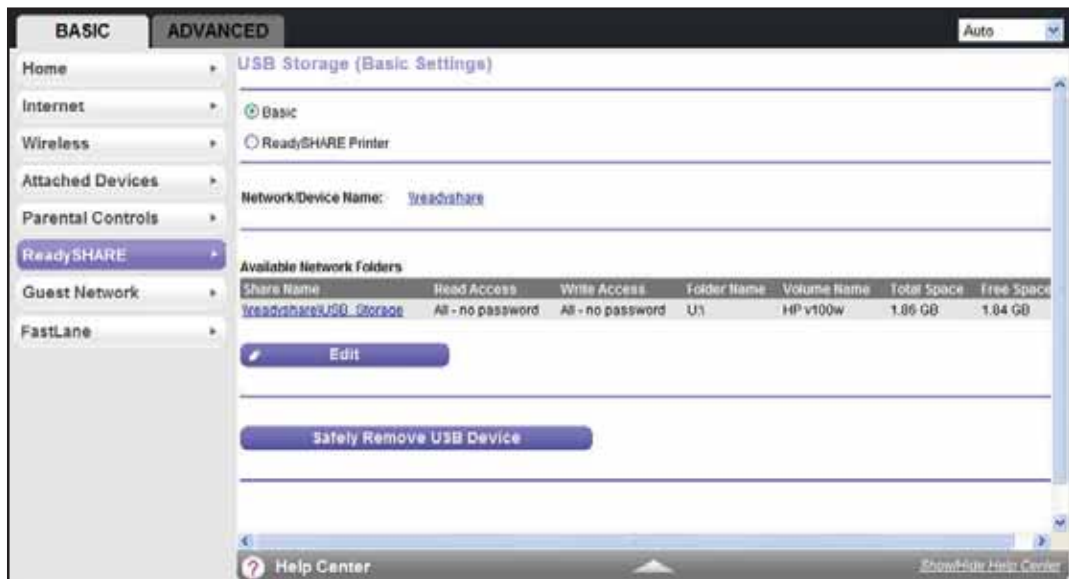 BASIC ADVANCED Auto
Home
Internet
Wireless
Attached Devices
Parental Controls
ReadySHARE
Guest Network
FastLane
USB Storage (Basic Settings)
Basic
ReadySHARE Printer
Network/Device Name: \\readyshare
Available Network Folders
Share Name Read Access Write Access Folder Name Volume Name Total Space Free Space
\\readyshare\USB_Storage All - no password All - no password U:\ HP v100w 1.86 GB 1.84 GB
Edit
Safely Remove USB Device
? Help Center Show/Hide Help Center